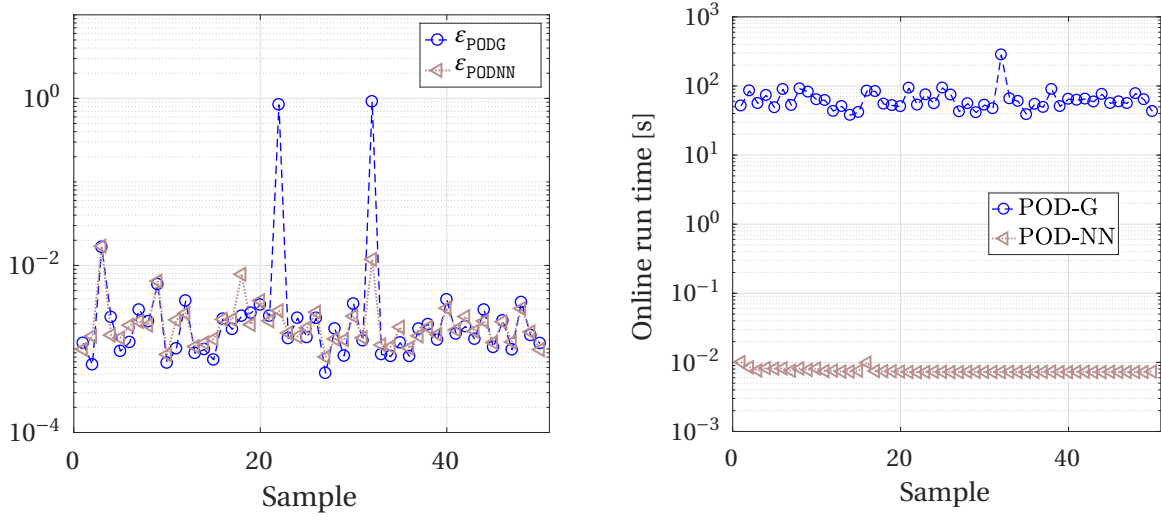 ε_PODG
ε_PODNN
10^0
10^−2
10^−4
0
20
40
Sample
10^3
10^2
10^1
10^0
10^−1
10^−2
10^−3
Online run time [s]
POD-G
POD-NN
0
20
40
Sample